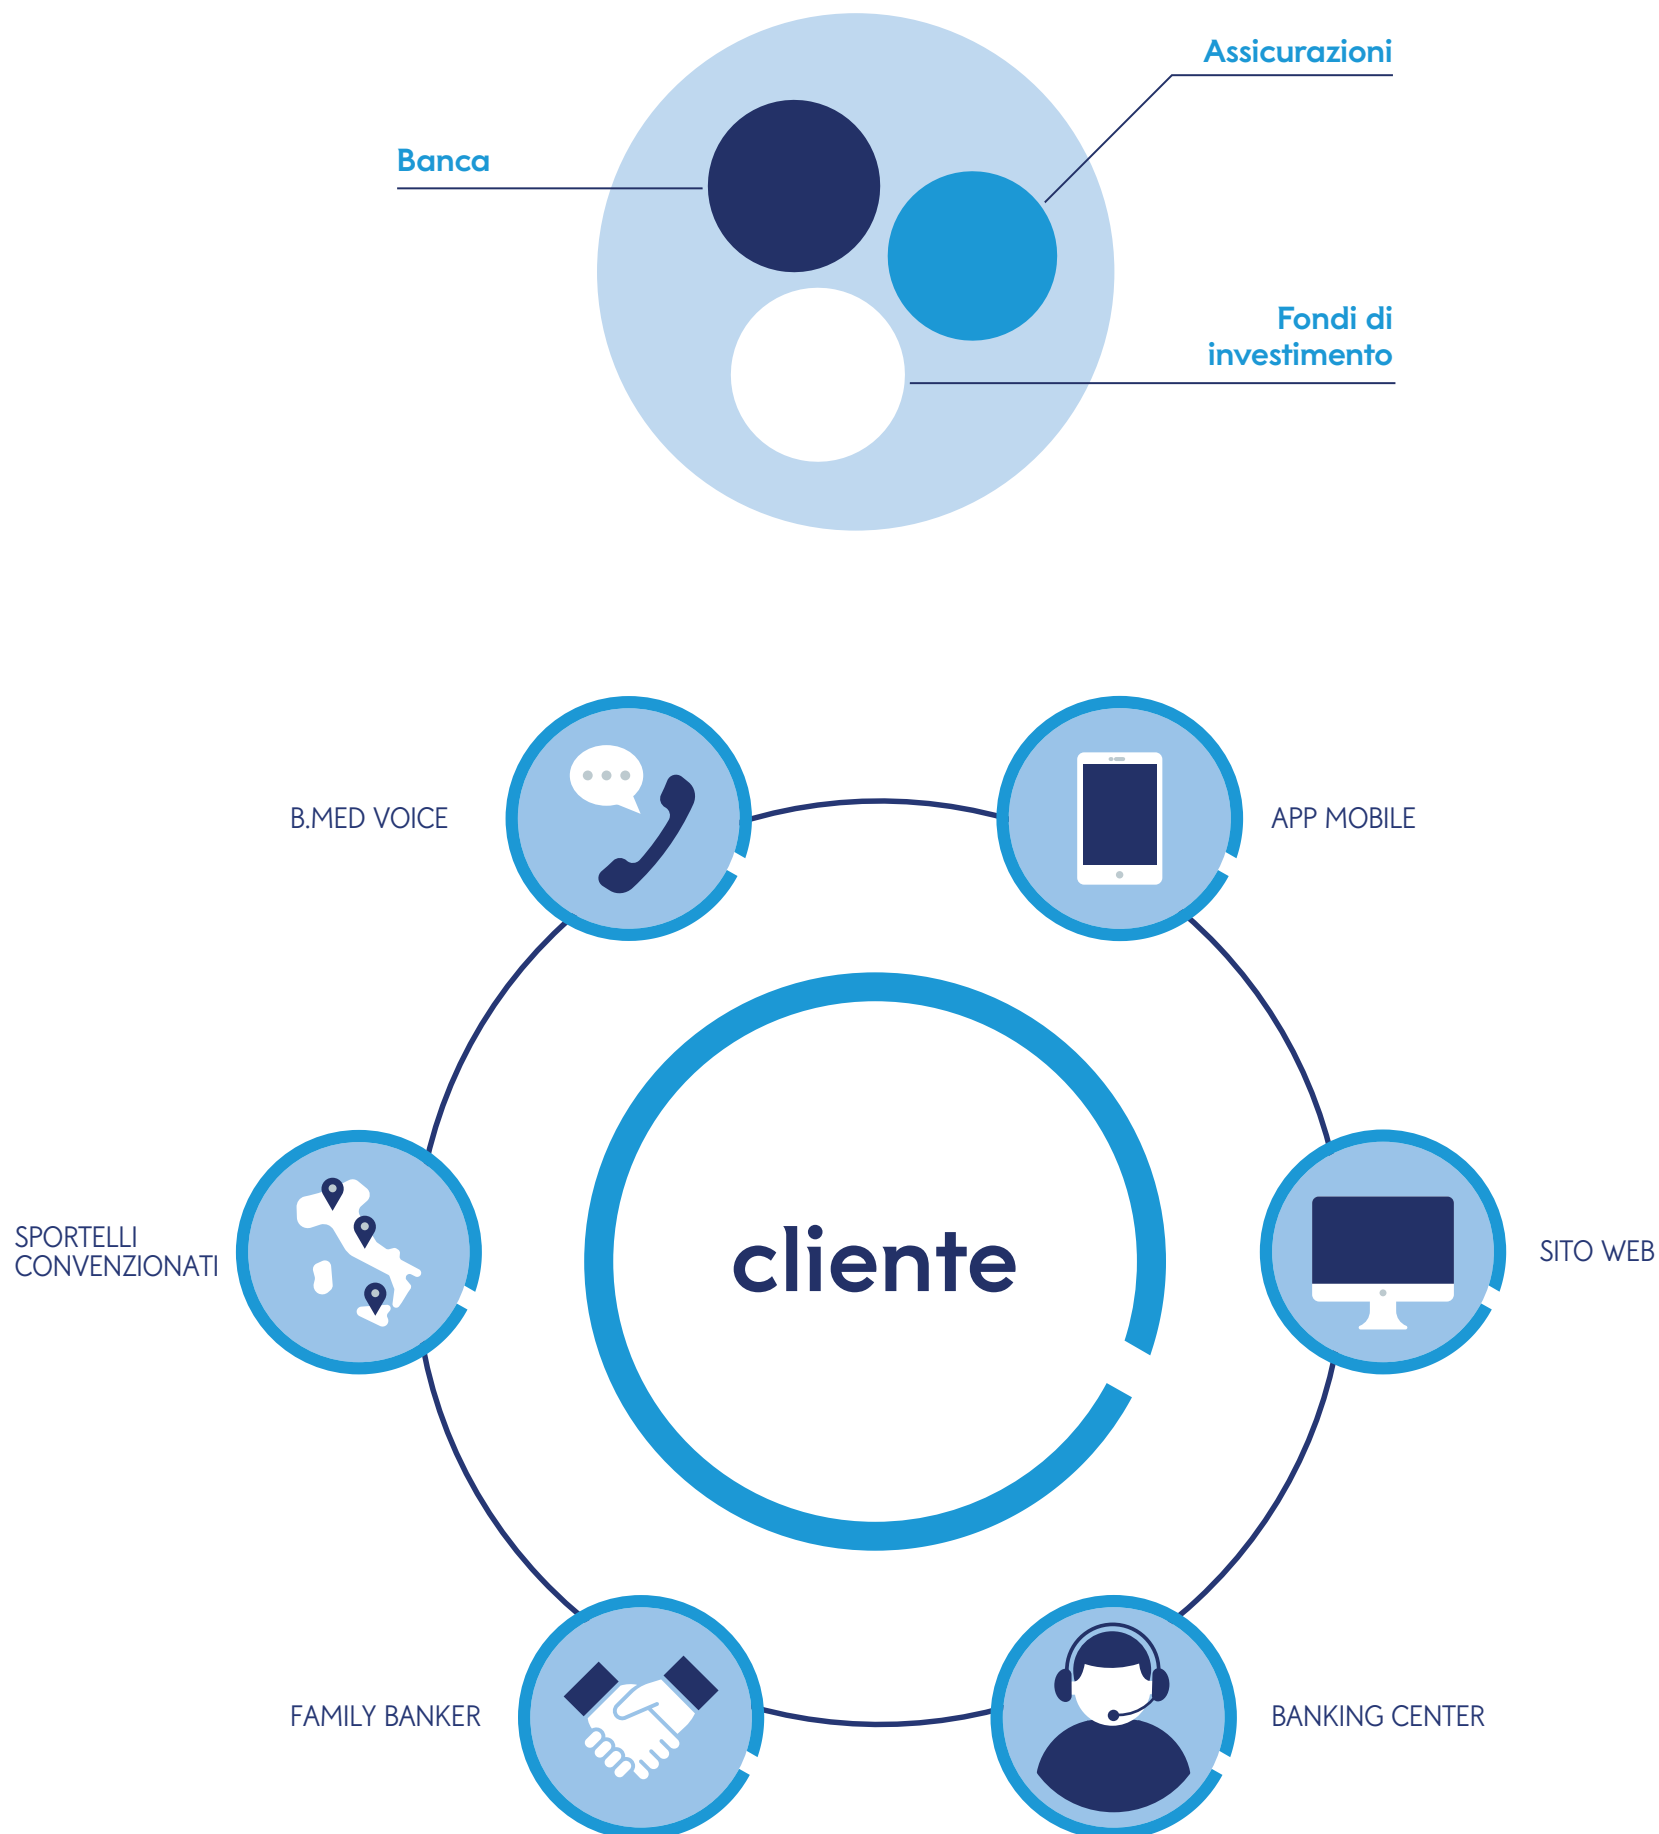 Assicurazioni
Banca
Fondi di
investimento
B.MED VOICE
APP MOBILE
SPORTELLI
CONVENZIONATI
cliente
SITO WEB
FAMILY BANKER
BANKING CENTER